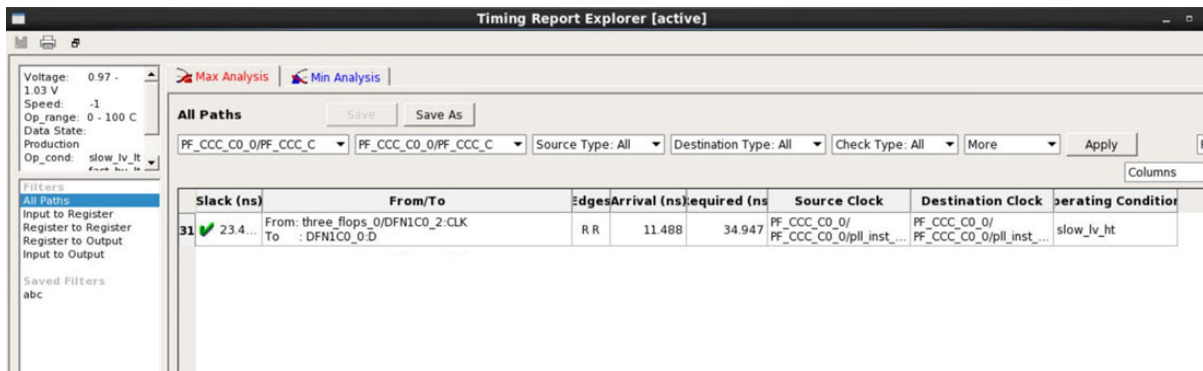 Timing Report Explorer [active]
Voltage: 0.97 -
1.03 V
Speed: -1
Op_range: 0 - 100 C
Data State:
Production
Op_cond: slow_lv_lt
Max Analysis
Min Analysis
All Paths
Save
Save As
PF_CCC_C0_0/PF_CCC_C
PF_CCC_C0_0/PF_CCC_C
Source Type: All
Destination Type: All
Check Type: All
More
Apply
Columns
Filters
All Paths
Input to Register
Register to Register
Register to Output
Input to Output
Saved Filters
abc
Slack (ns) From/To Edges Arrival (ns) equired (ns Source Clock Destination Clock perating Condition
31 23.4... From: three_flops_0/DFN1C0_2:CLK R R 11.488 34.947 PF_CCC_C0_0/ PF_CCC_C0_0/ slow_lv_ht
To : DFN1C0_0:D PF_CCC_C0_0/pll_inst_... PF_CCC_C0_0/pll_inst_...